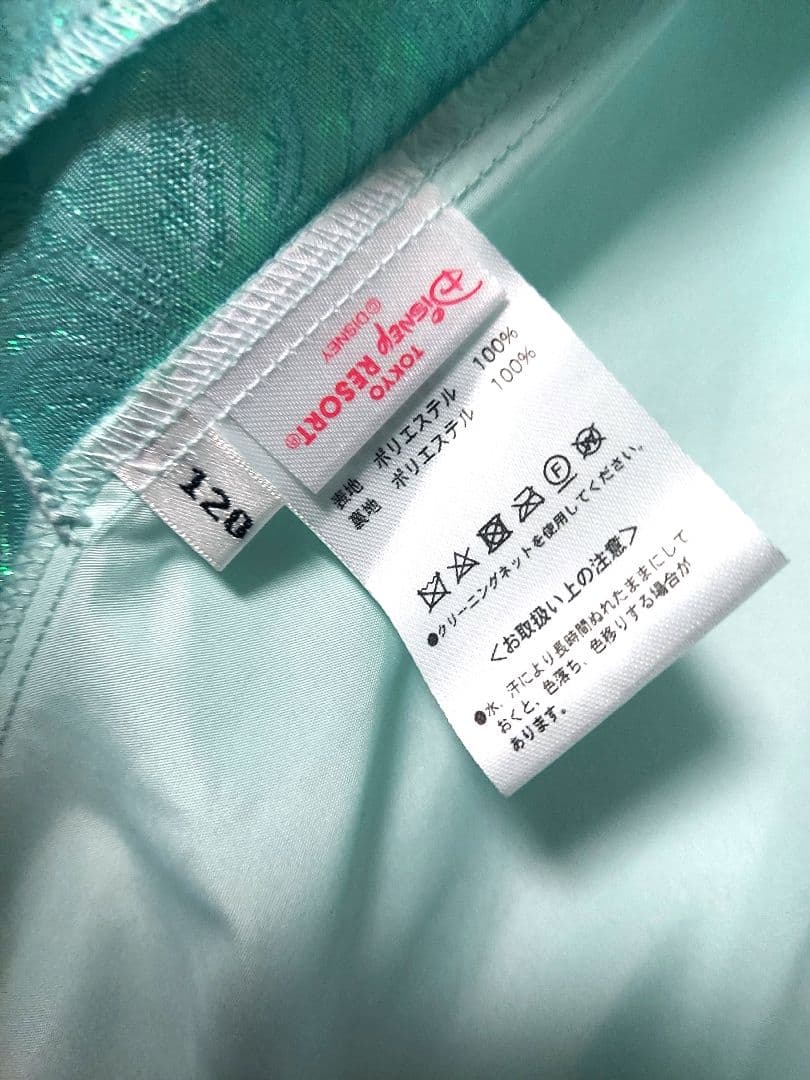 © DISNEY
Disney
TOKYO
RESORT®
120
表地 ポリエステル 100%
裏地 ポリエステル 100%
F
W
●クリーニングネットを使用してください。
＜お取扱い上の注意＞
●水、汗により長時間ぬれたままにして
おくと、色落ち、色移りする場合が
あります。